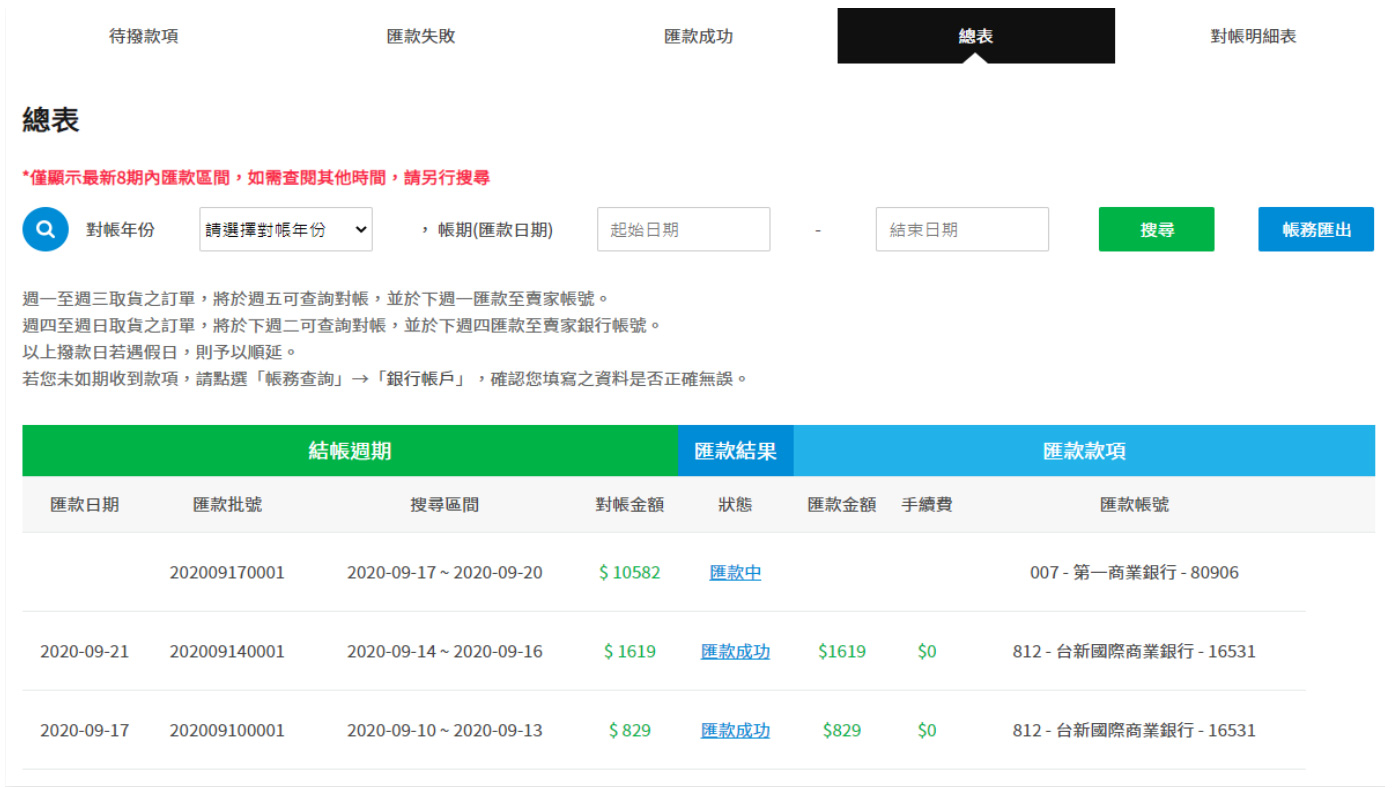 待撥款項 匯款失敗 匯款成功 總表 對帳明細表
總表
*僅顯示最新8期內匯款區間，如需查閱其他時間，請另行搜尋
對帳年份 請選擇對帳年份 ，帳期(匯款日期) 起始日期 - 結束日期 搜尋 帳務匯出
週一至週三取貨之訂單，將於週五可查詢對帳，並於下週一匯款至賣家帳號。
週四至週日取貨之訂單，將於下週二可查詢對帳，並於下週四匯款至賣家銀行帳號。
以上撥款日若遇假日，則予以順延。
若您未如期收到款項，請點選「帳務查詢」→「銀行帳戶」，確認您填寫之資料是否正確無誤。
結帳週期 匯款結果 匯款款項
匯款日期 匯款批號 搜尋區間 對帳金額 狀態 匯款金額 手續費 匯款帳號
202009170001 2020-09-17 ~ 2020-09-20 $ 10582 匯款中 007 - 第一商業銀行 - 80906
2020-09-21 202009140001 2020-09-14 ~ 2020-09-16 $ 1619 匯款成功 $1619 $0 812 - 台新國際商業銀行 - 16531
2020-09-17 202009100001 2020-09-10 ~ 2020-09-13 $ 829 匯款成功 $829 $0 812 - 台新國際商業銀行 - 16531